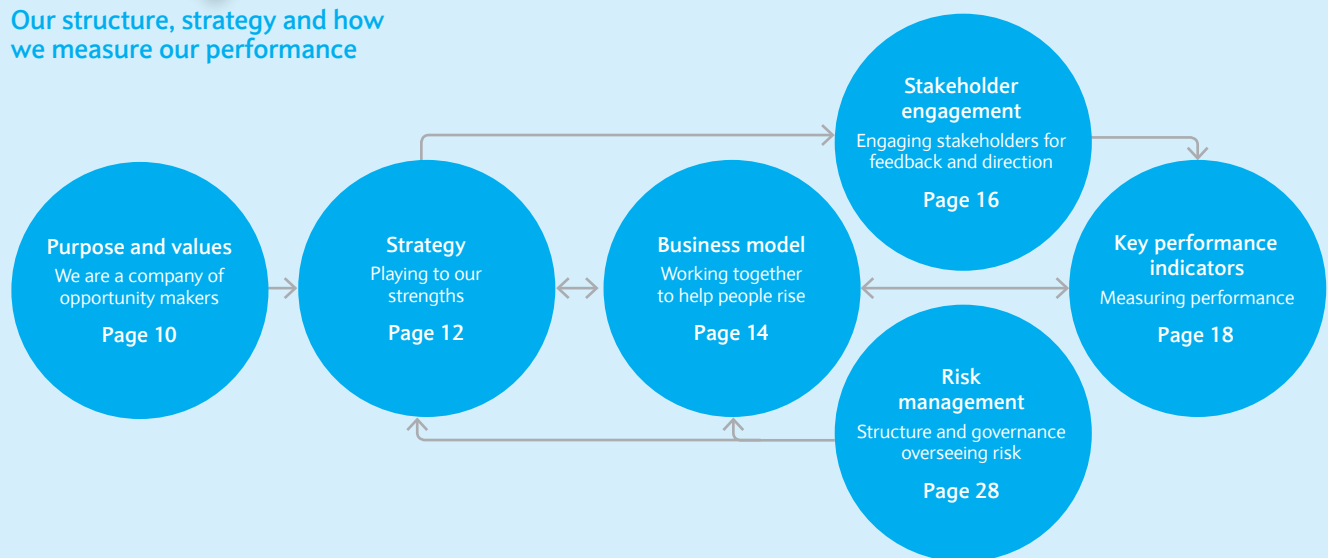 Our structure, strategy and how
we measure our performance
Purpose and values
We are a company of
opportunity makers
Page 10
Strategy
Playing to our
strengths
Page 12
Business model
Working together
to help people rise
Page 14
Stakeholder
engagement
Engaging stakeholders for
feedback and direction
Page 16
Key performance
indicators
Measuring performance
Page 18
Risk
management
Structure and governance
overseeing risk
Page 28